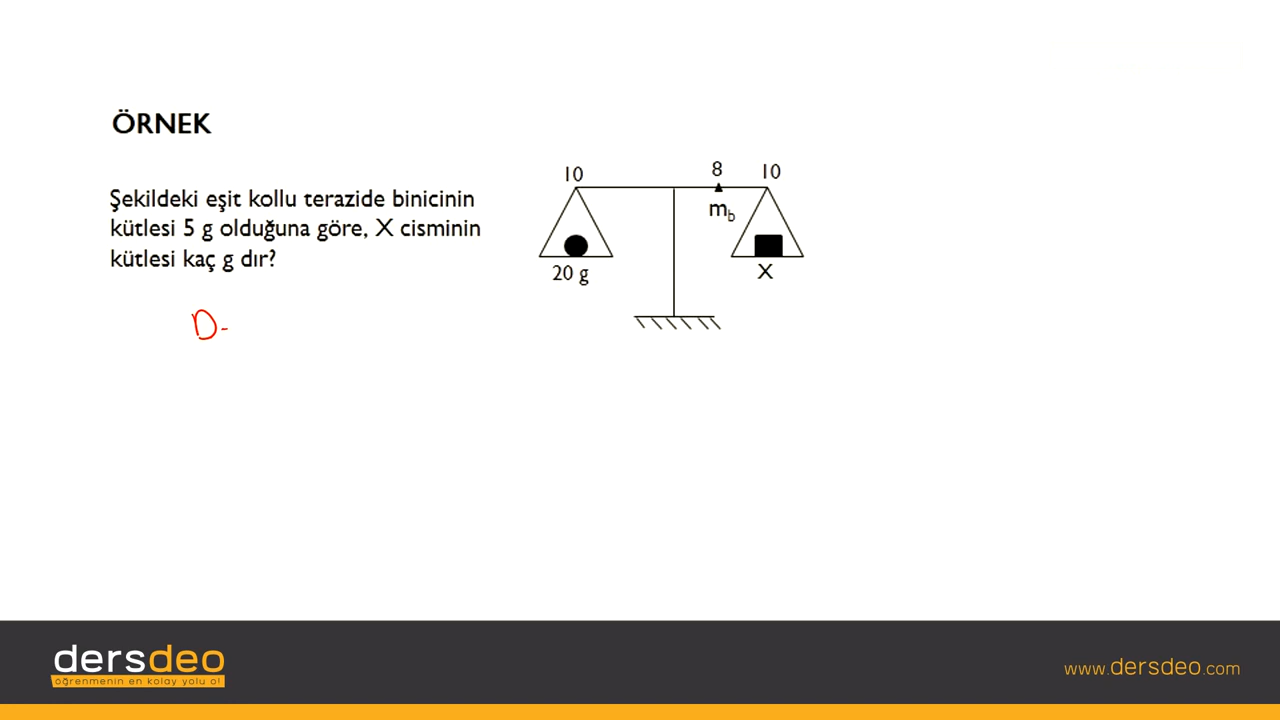 ÖRNEK
Şekildeki eşit kollu terazide binicinin
kütlesi 5 g olduğuna göre, X cisminin
kütlesi kaç g dır?
D-
10
8
10
mb
20 g
X
dersdeo
öğrenmenin en kolay yolu o!
www.dersdeo.com